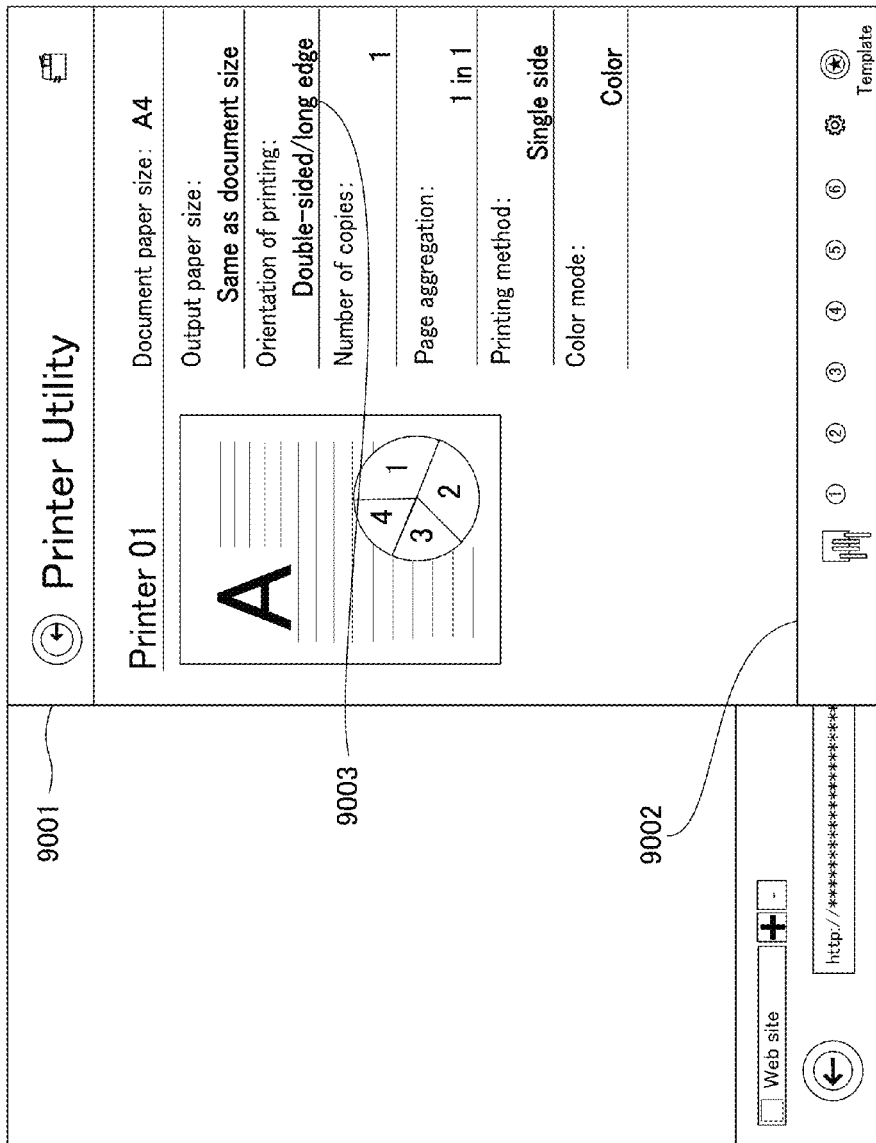 Printer Utility
Printer 01
Document paper size: A4
Output paper size:
Same as document size
Orientation of printing:
Double-sided/long edge
Number of copies:
1
Page aggregation:
1 in 1
Printing method:
Single side
Color mode:
Color
A
1
2
3
4
1 2 3 4 5 6
Template
9001
9003
9002
Web site
+ -
http://********************